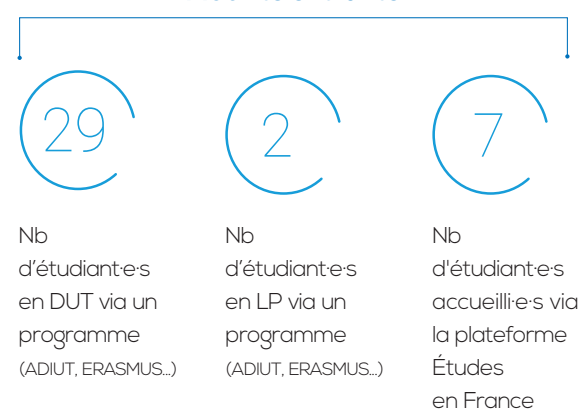 29
Nb
d'étudiant·e·s
en DUT via un
programme
(ADIUT, ERASMUS...)
2
Nb
d'étudiant·e·s
en LP via un
programme
(ADIUT, ERASMUS...)
7
Nb
d'étudiant·e·s
accueilli·e·s via
la plateforme
Études
en France